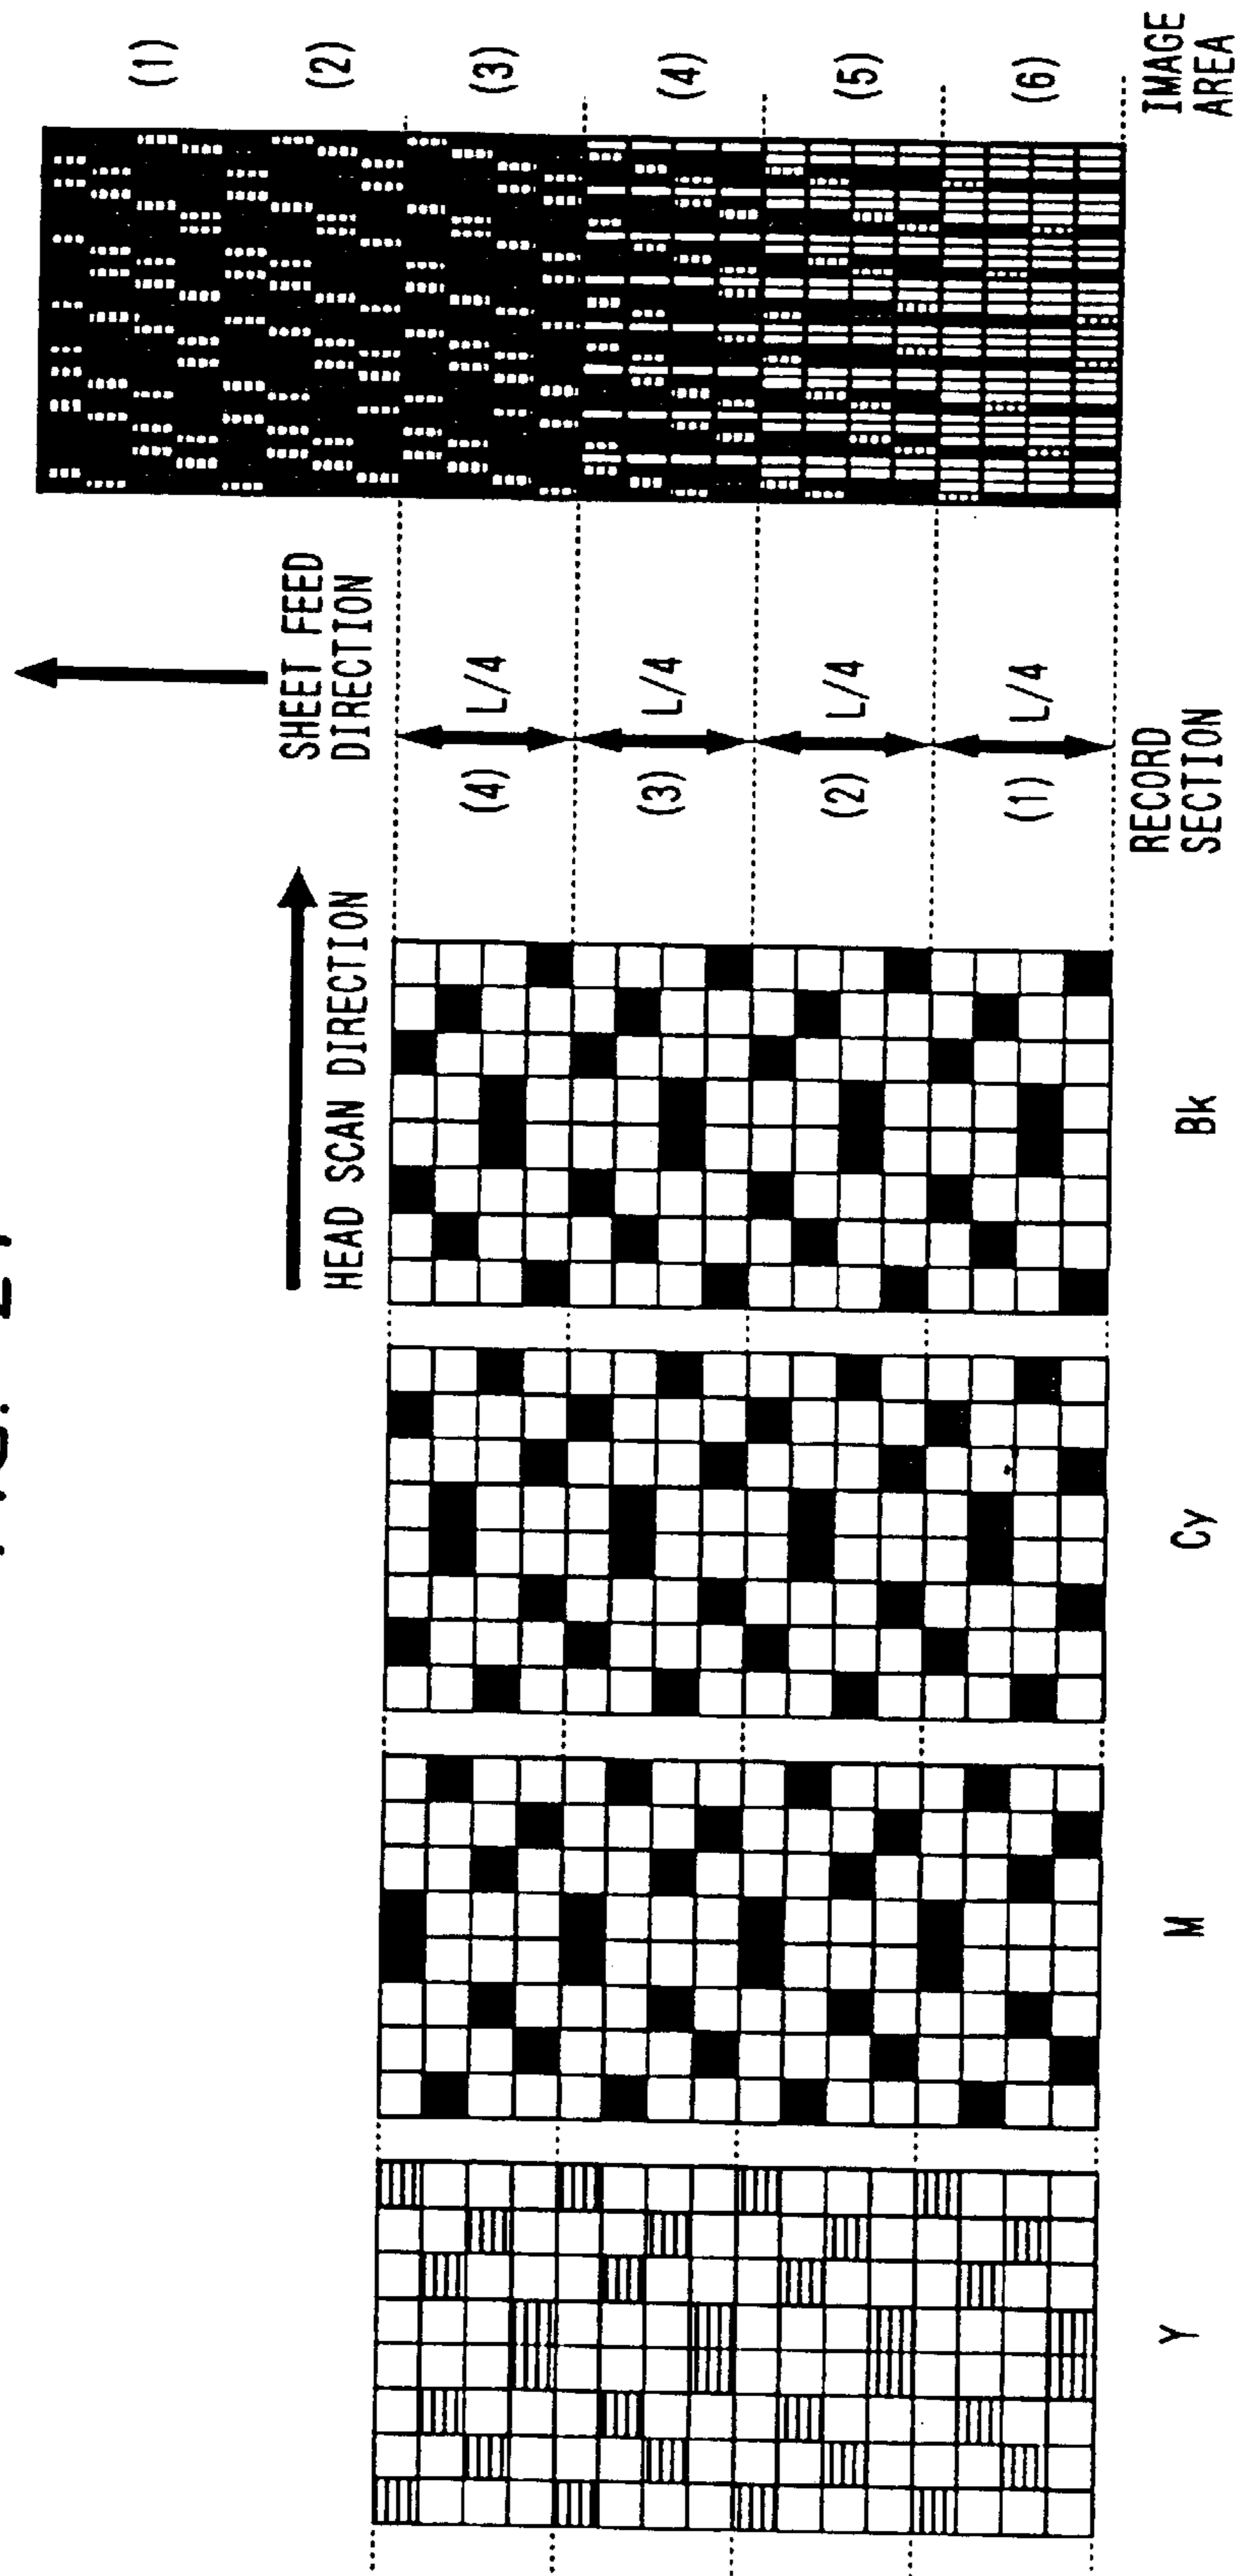 SHEET FEED
DIRECTION
HEAD SCAN DIRECTION
(4)
L/4
(3)
L/4
(2)
L/4
(1)
L/4
RECORD
SECTION
(1)
(2)
(3)
(4)
(5)
(6)
IMAGE
AREA
Y
M
Cy
Bk